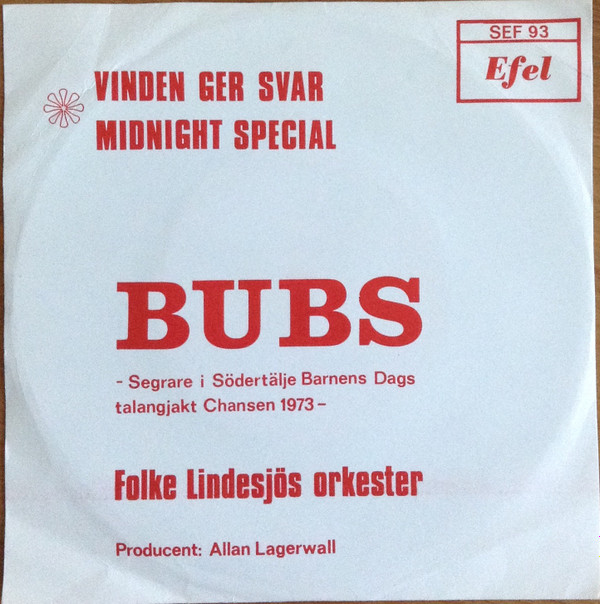 SEF 93
Efel
VINDEN GER SVAR
MIDNIGHT SPECIAL
BUBS
- Segrare i Södertälje Barnens Dags
talangjakt Chansen 1973 -
Folke Lindesjös orkester
Producent: Allan Lagerwall